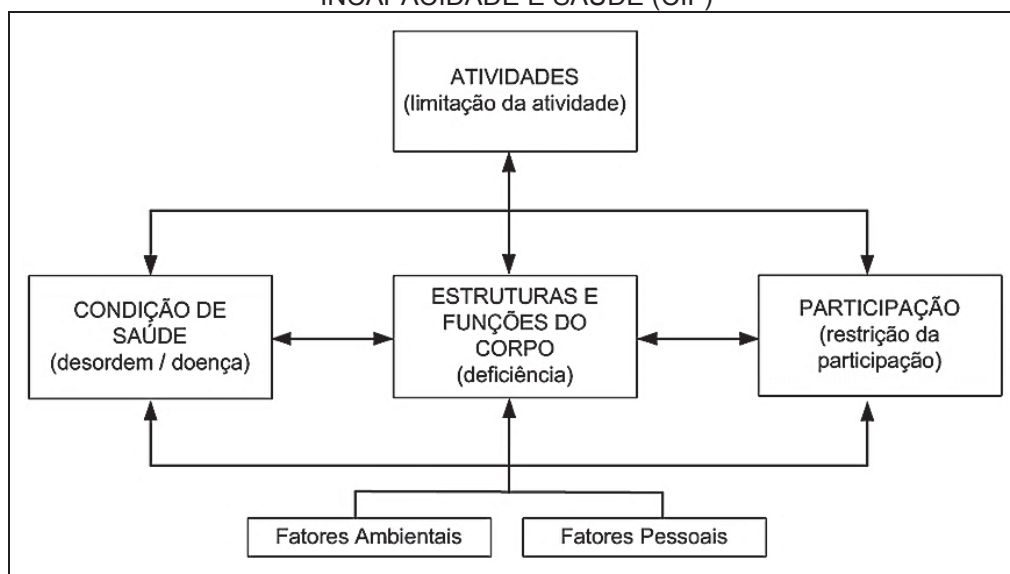 INCAPACIDADE E SAÚDE (CIF)
ATIVIDADES
(limitação da atividade)
CONDIÇÃO DE
SAÚDE
(desordem / doença)
ESTRUTURAS E
FUNÇÕES DO
CORPO
(deficiência)
PARTICIPAÇÃO
(restrição da
participação)
Fatores Ambientais
Fatores Pessoais